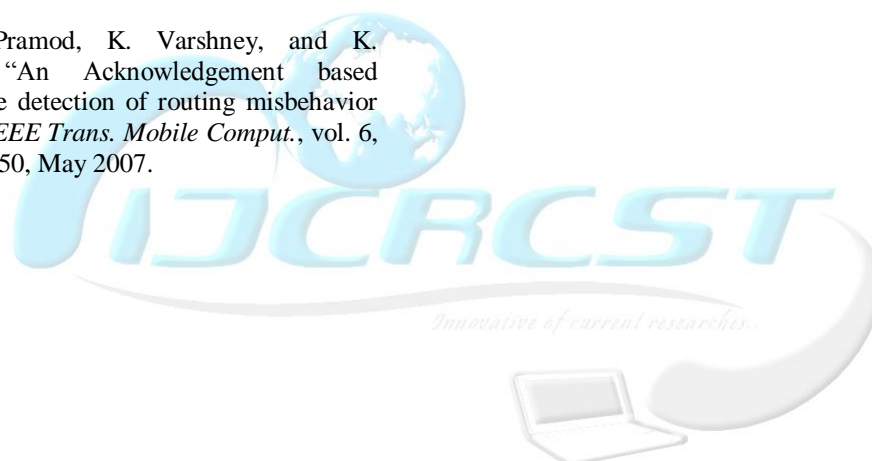 Pramod, K. Varshney, and K.
“An Acknowledgement based
e detection of routing misbehavior
EEE Trans. Mobile Comput., vol. 6,
50, May 2007.
IJCRCST
Innovative of current researches..